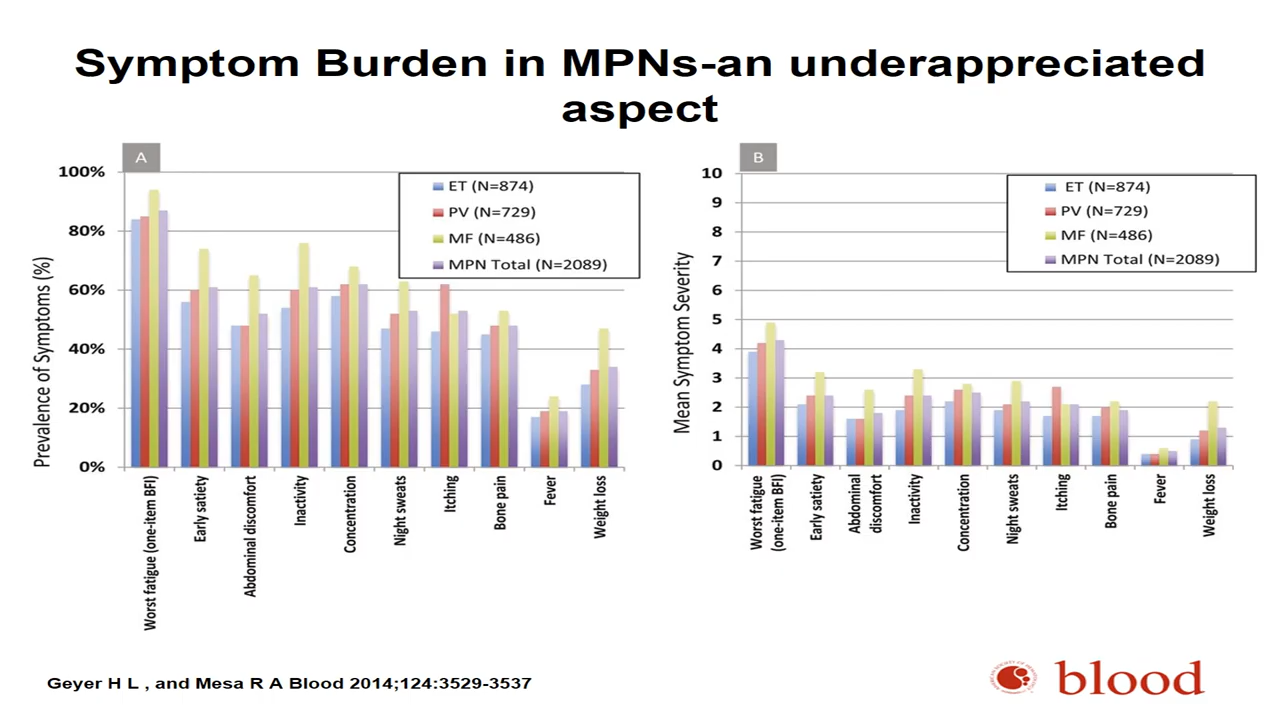 Symptom Burden in MPNs-an underappreciated
aspect
A
100%
80%
60%
40%
20%
0%
Prevalence of Symptoms (%)
ET (N=874)
PV (N=729)
MF (N=486)
MPN Total (N=2089)
Worst fatigue (one-item BFI)
Early satiety
Abdominal discomfort
Inactivity
Concentration
Night sweats
Itching
Bone pain
Fever
Weight loss
B
10
9
8
7
6
5
4
3
2
1
0
Mean Symptom Severity
ET (N=874)
PV (N=729)
MF (N=486)
MPN Total (N=2089)
Worst fatigue
(one-item BFI)
Early satiety
Abdominal
discomfort
Inactivity
Concentration
Night sweats
Itching
Bone pain
Fever
Weight loss
Geyer H L , and Mesa R A Blood 2014;124:3529-3537
blood